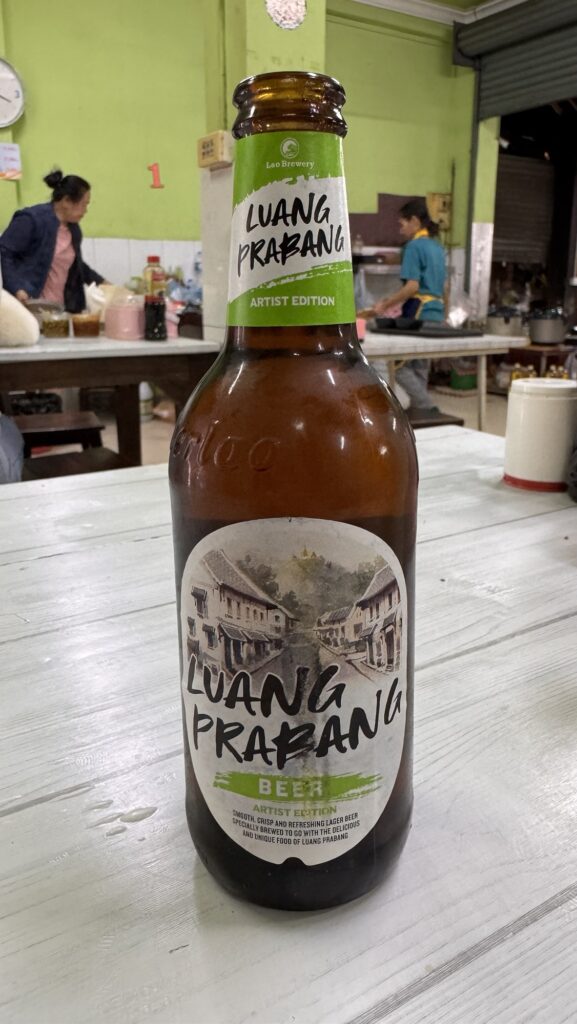 1
Lao Brewery
LUANG
PRABANG
ARTIST EDITION
LUANG
PRABANG
BEER
ARTIST EDITION
SMOOTH, CRISP AND REFRESHING LAGER BEER
SPECIALLY BREWED TO GO WITH THE DELICIOUS
AND UNIQUE FOOD OF LUANG PRABANG